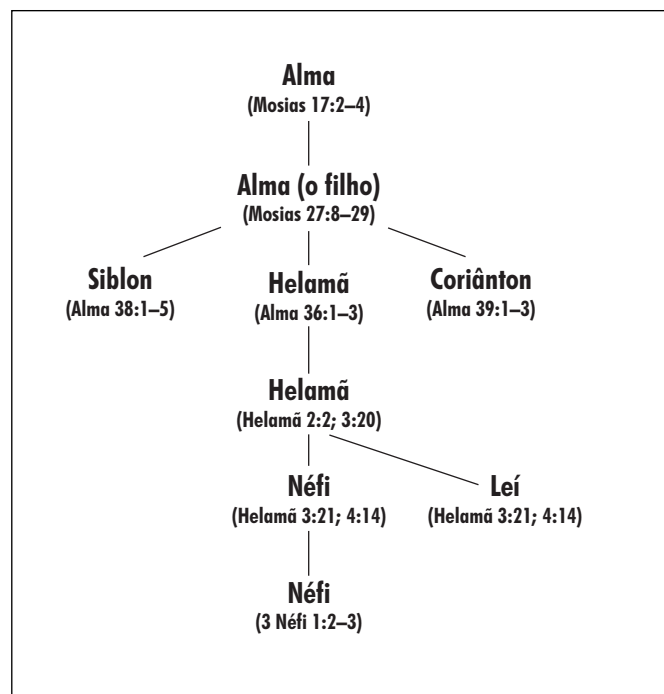 Alma
(Mosias 17:2–4)
Alma (o filho)
(Mosias 27:8–29)
Siblon
(Alma 38:1–5)
Helamã
(Alma 36:1–3)
Coriânton
(Alma 39:1–3)
Helamã
(Helamã 2:2; 3:20)
Néfi
(Helamã 3:21; 4:14)
Leí
(Helamã 3:21; 4:14)
Néfi
(3 Néfi 1:2–3)